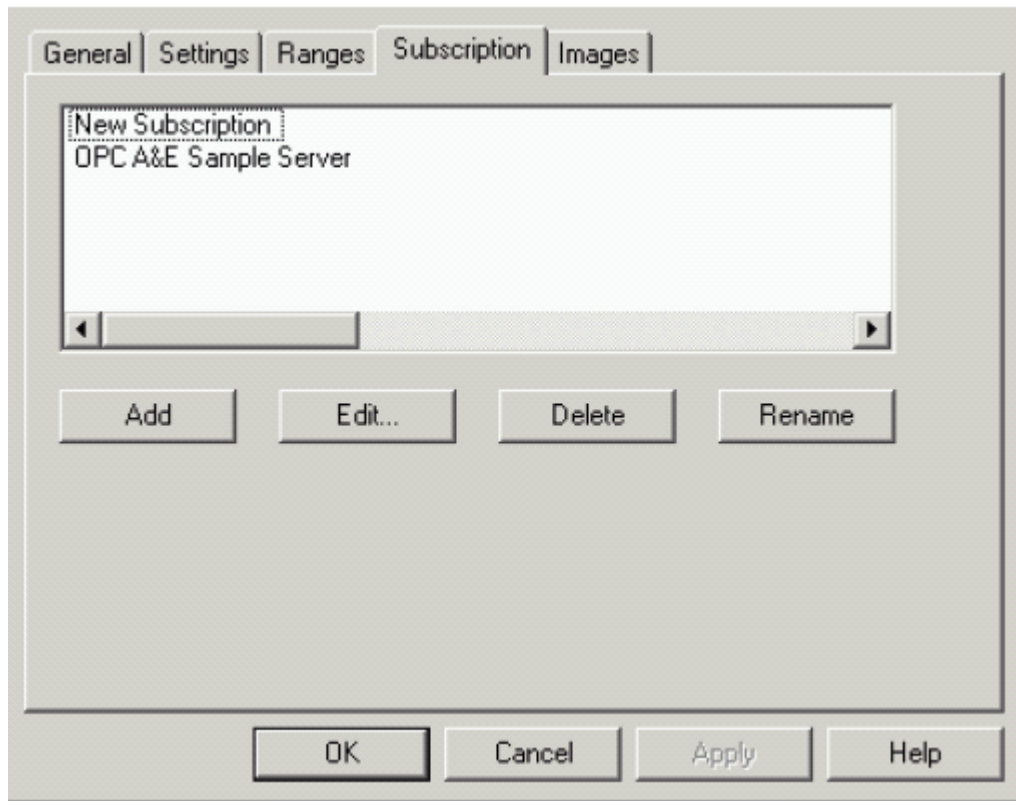 General Settings Ranges Subscription Images
New Subscription
OPC A&E Sample Server
Add Edit... Delete Rename
OK Cancel Apply Help